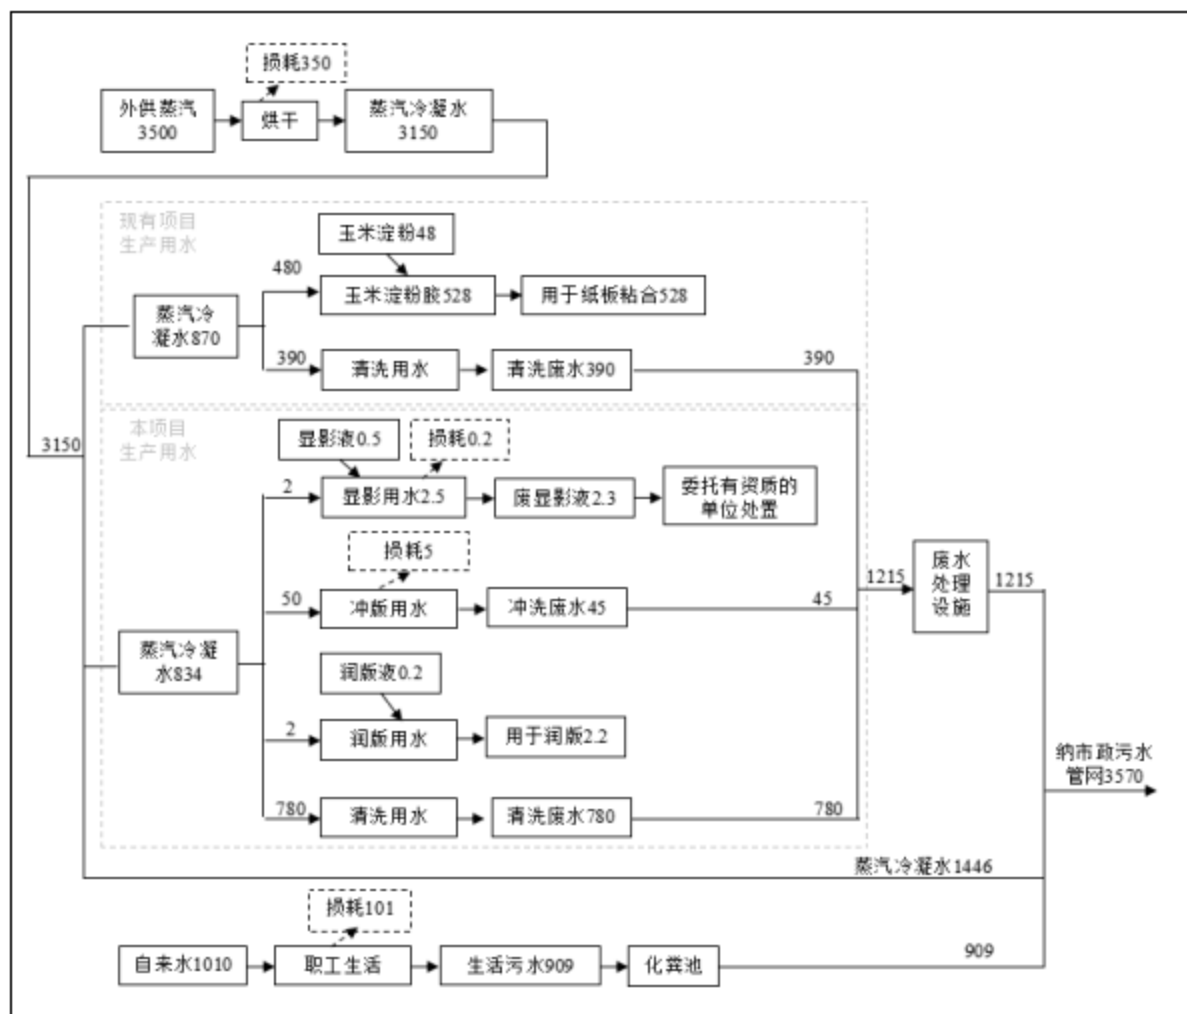 损耗350
外供蒸汽
3500
烘干
蒸汽冷凝水
3150
现有项目
生产用水
玉米淀粉48
480
玉米淀粉胶528
用于纸板粘合528
蒸汽冷
凝水870
390
清洗用水
清洗废水390
390
3150
本项目
生产用水
显影液0.5
损耗0.2
2
显影用水2.5
废显影液2.3
委托有资质的
单位处置
损耗5
50
冲版用水
冲洗废水45
45
1215
废水
处理
设施
1215
蒸汽冷凝
水834
润版液0.2
2
润版用水
用于润版2.2
纳市政污水
管网3570
780
清洗用水
清洗废水780
780
蒸汽冷凝水1446
损耗101
自来水1010
职工生活
生活污水909
化粪池
909